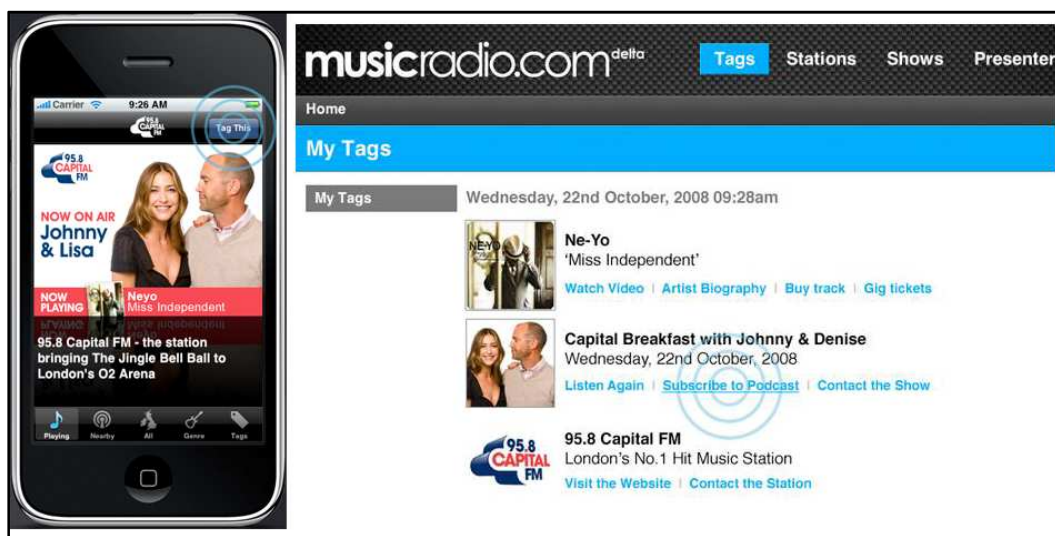 Carrier 9:26 AM
95.8 CAPITAL FM
Tag This
95.8
CAPITAL
FM
NOW ON AIR
Johnny
& Lisa
NOW PLAYING
Neyo
Miss Independent
95.8 Capital FM - the station
bringing The Jingle Bell Ball to
London's O2 Arena
Playing Nearby All Genre Tags
musicradio.com delta
Tags Stations Shows Presenter
Home
My Tags
My Tags
Wednesday, 22nd October, 2008 09:28am
NE-YO
Ne-Yo
'Miss Independent'
Watch Video | Artist Biography | Buy track | Gig tickets
Capital Breakfast with Johnny & Denise
Wednesday, 22nd October, 2008
Listen Again | Subscribe to Podcast | Contact the Show
95.8
CAPITAL
FM
95.8 Capital FM
London's No.1 Hit Music Station
Visit the Website | Contact the Station